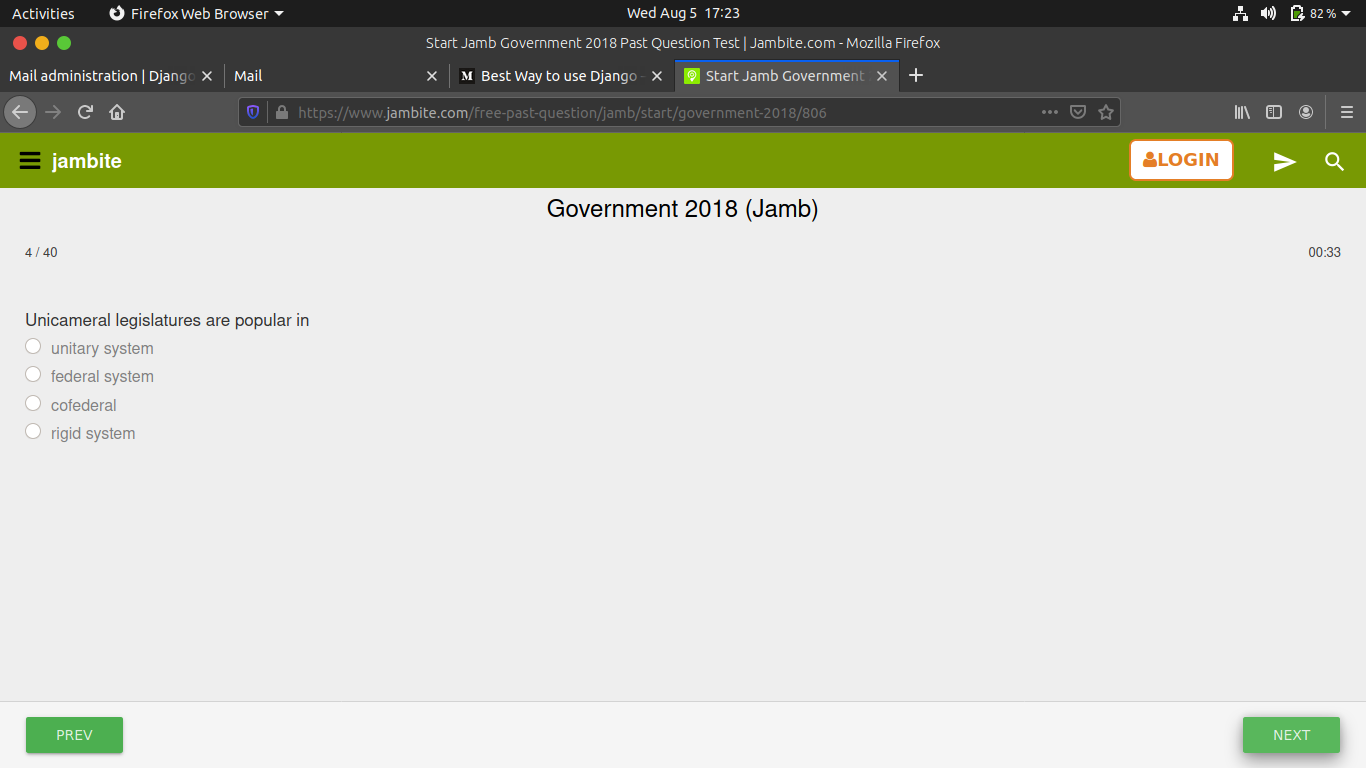 Activities Firefox Web Browser Wed Aug 5 17:23 82 %
Start Jamb Government 2018 Past Question Test | Jambite.com - Mozilla Firefox
Mail administration | Django Mail Best Way to use Django - Start Jamb Government
https://www.jambite.com/free-past-question/jamb/start/government-2018/806
jambite LOGIN
Government 2018 (Jamb)
4 / 40 00:33
Unicameral legislatures are popular in
unitary system
federal system
cofederal
rigid system
PREV NEXT